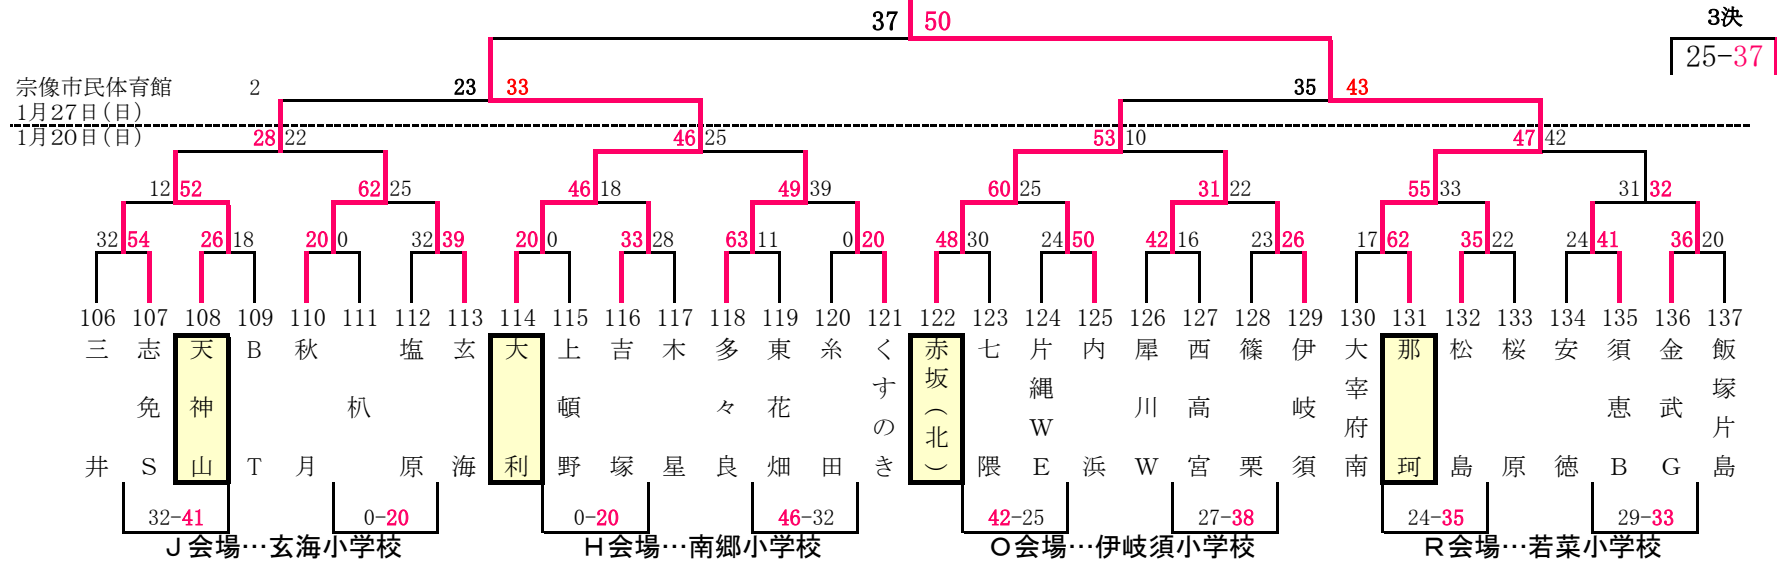 37 50 3決
25-37
宗像市民体育館 2 23 33 35 43
1月27日(日)
1月20日(日) 28 22 46 25 53 10 47 42
12 52 62 25 46 18 49 39 60 25 31 22 55 33 31 32
32 54 26 18 20 0 32 39 20 0 33 28 63 11 0 20 48 30 24 50 42 16 23 26 17 62 35 22 24 41 36 20
106 107 108 109 110 111 112 113 114 115 116 117 118 119 120 121 122 123 124 125 126 127 128 129 130 131 132 133 134 135 136 137
三井
志免S
天神山
BT
秋月
杁
塩原
玄海
大利
上頓野
吉塚
木星
多々良
東花畑
糸田
くすのき
赤坂(北)
七隈
片縄WE
内浜
犀川W
西高宮
篠栗
伊岐須
大宰府南
那珂
松島
桜原
安徳
須恵B
金武G
飯塚片島
32-41 0-20 0-20 46-32 42-25 27-38 24-35 29-33
J会場…玄海小学校 H会場…南郷小学校 O会場…伊岐須小学校 R会場…若菜小学校